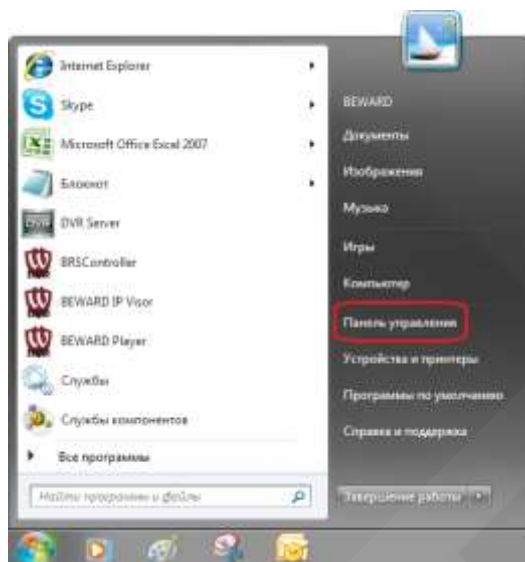 Internet Explorer
Skype
Microsoft Office Excel 2007
Блокнот
DVR Server
BRSController
BEWARD IP Visor
BEWARD Player
Службы
Службы компонентов
Все программы
Найти программы и файлы
BEWARD
Документы
Изображения
Музыка
Игры
Компьютер
Панель управления
Устройства и принтеры
Программы по умолчанию
Справка и поддержка
Завершение работы